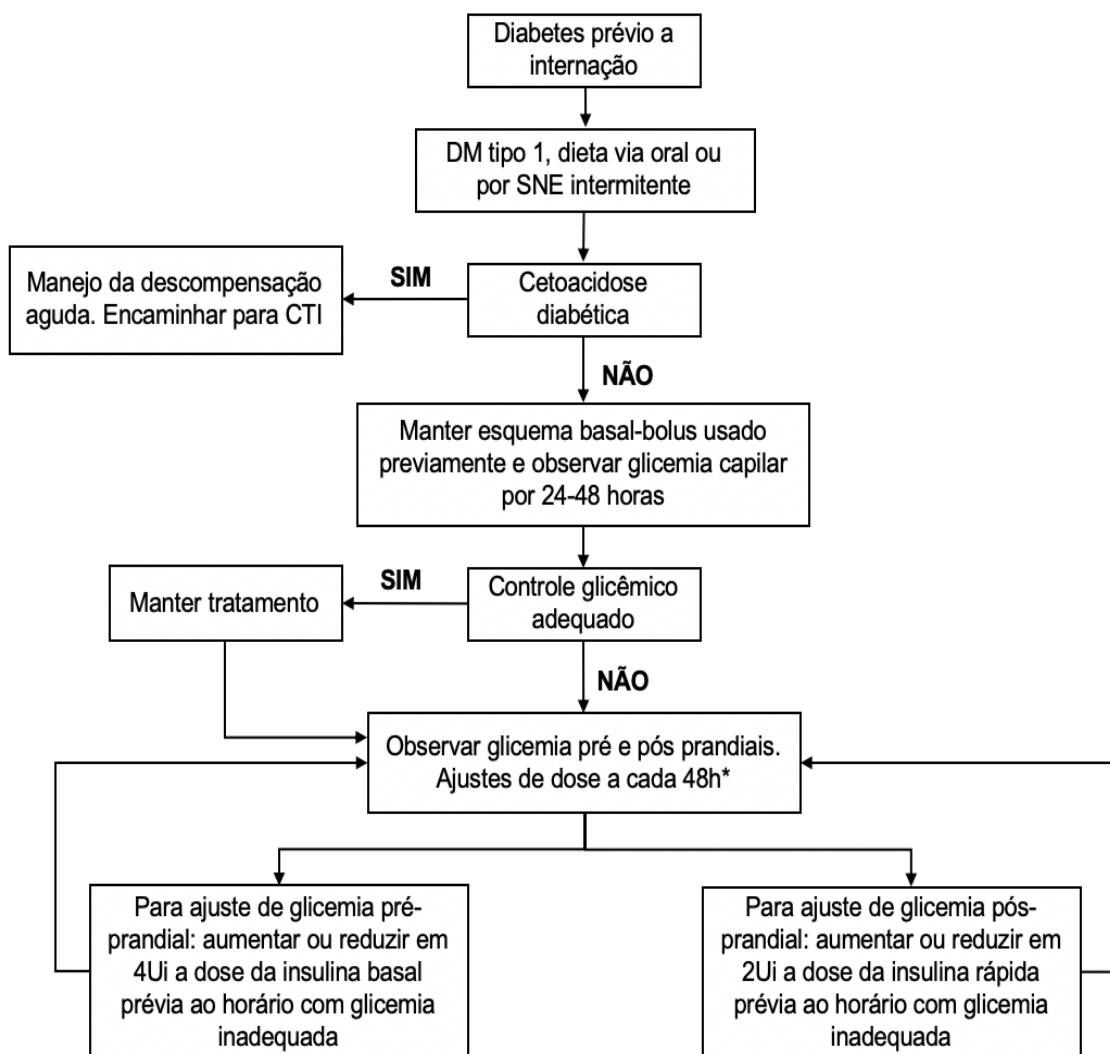 Diabetes prévio a
internação
DM tipo 1, dieta via oral ou
por SNE intermitente
Manejo da descompensação
aguda. Encaminhar para CTI
SIM
Cetoacidose
diabética
NÃO
Manter esquema basal-bolus usado
previamente e observar glicemia capilar
por 24-48 horas
Manter tratamento
SIM
Controle glicêmico
adequado
NÃO
Observar glicemia pré e pós prandiais.
Ajustes de dose a cada 48h*
Para ajuste de glicemia pré-
prandial: aumentar ou reduzir em
4Ui a dose da insulina basal
prévia ao horário com glicemia
inadequada
Para ajuste de glicemia pós-
prandial: aumentar ou reduzir em
2Ui a dose da insulina rápida
prévia ao horário com glicemia
inadequada